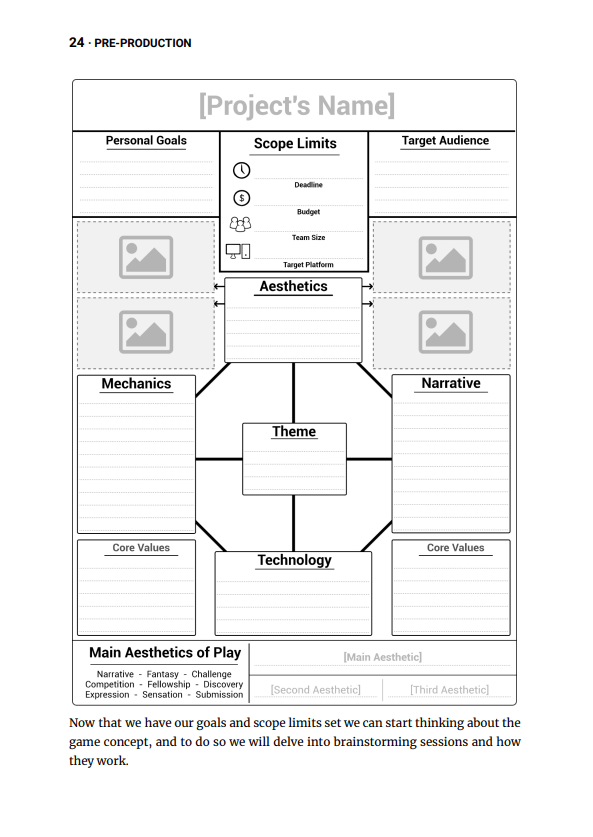 24 · PRE-PRODUCTION
[Project's Name]
Personal Goals
Scope Limits
Target Audience
Deadline
Budget
Team Size
Target Platform
Aesthetics
Mechanics
Narrative
Theme
Core Values
Technology
Core Values
Main Aesthetics of Play
Narrative - Fantasy - Challenge
Competition - Fellowship - Discovery
Expression - Sensation - Submission
[Main Aesthetic]
[Second Aesthetic]
[Third Aesthetic]
Now that we have our goals and scope limits set we can start thinking about the
game concept, and to do so we will delve into brainstorming sessions and how
they work.